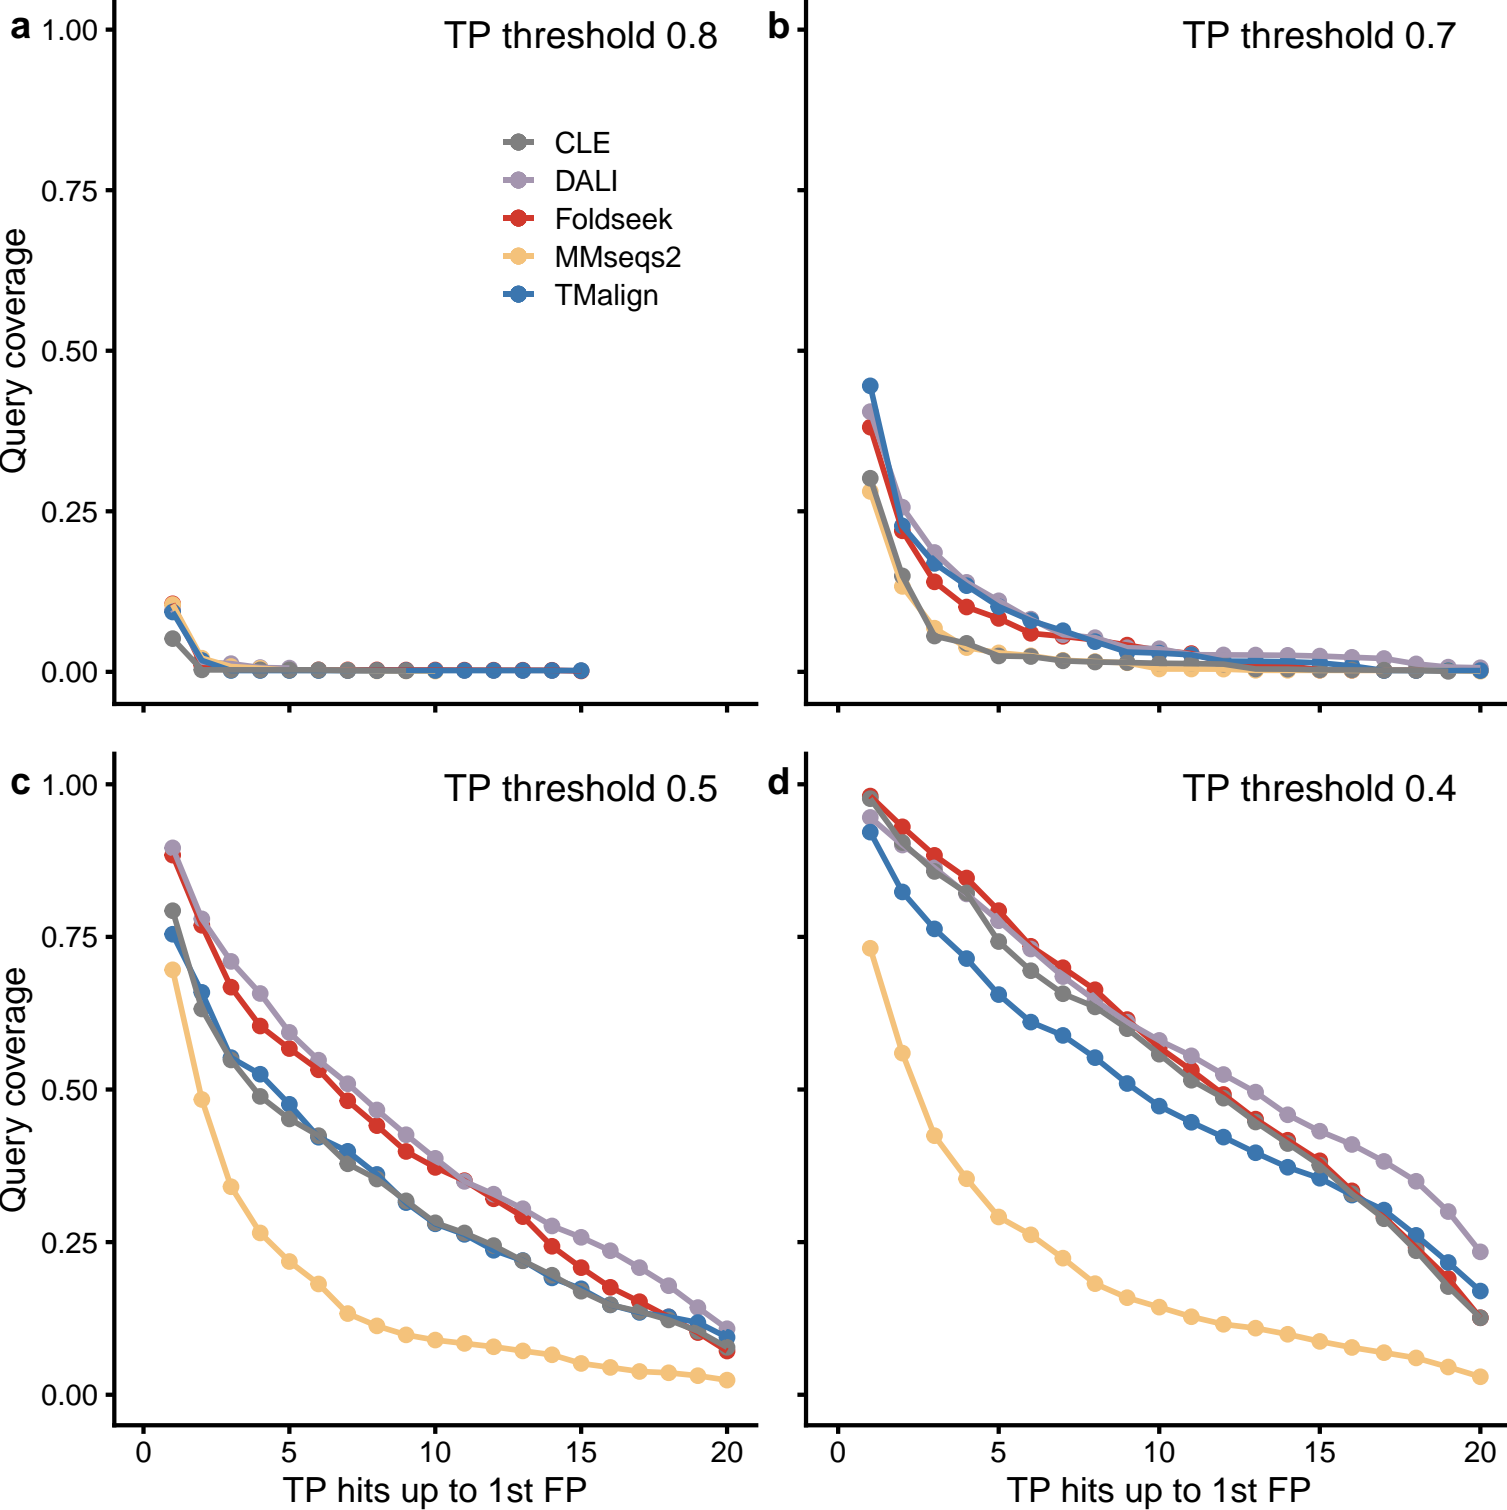 a
TP threshold 0.8
1.00
0.75
0.50
0.25
0.00
Query coverage
CLE
DALI
Foldseek
MMseqs2
TMalign
b
TP threshold 0.7
c
TP threshold 0.5
1.00
0.75
0.50
0.25
0.00
Query coverage
0 5 10 15 20
TP hits up to 1st FP
d
TP threshold 0.4
0 5 10 15 20
TP hits up to 1st FP